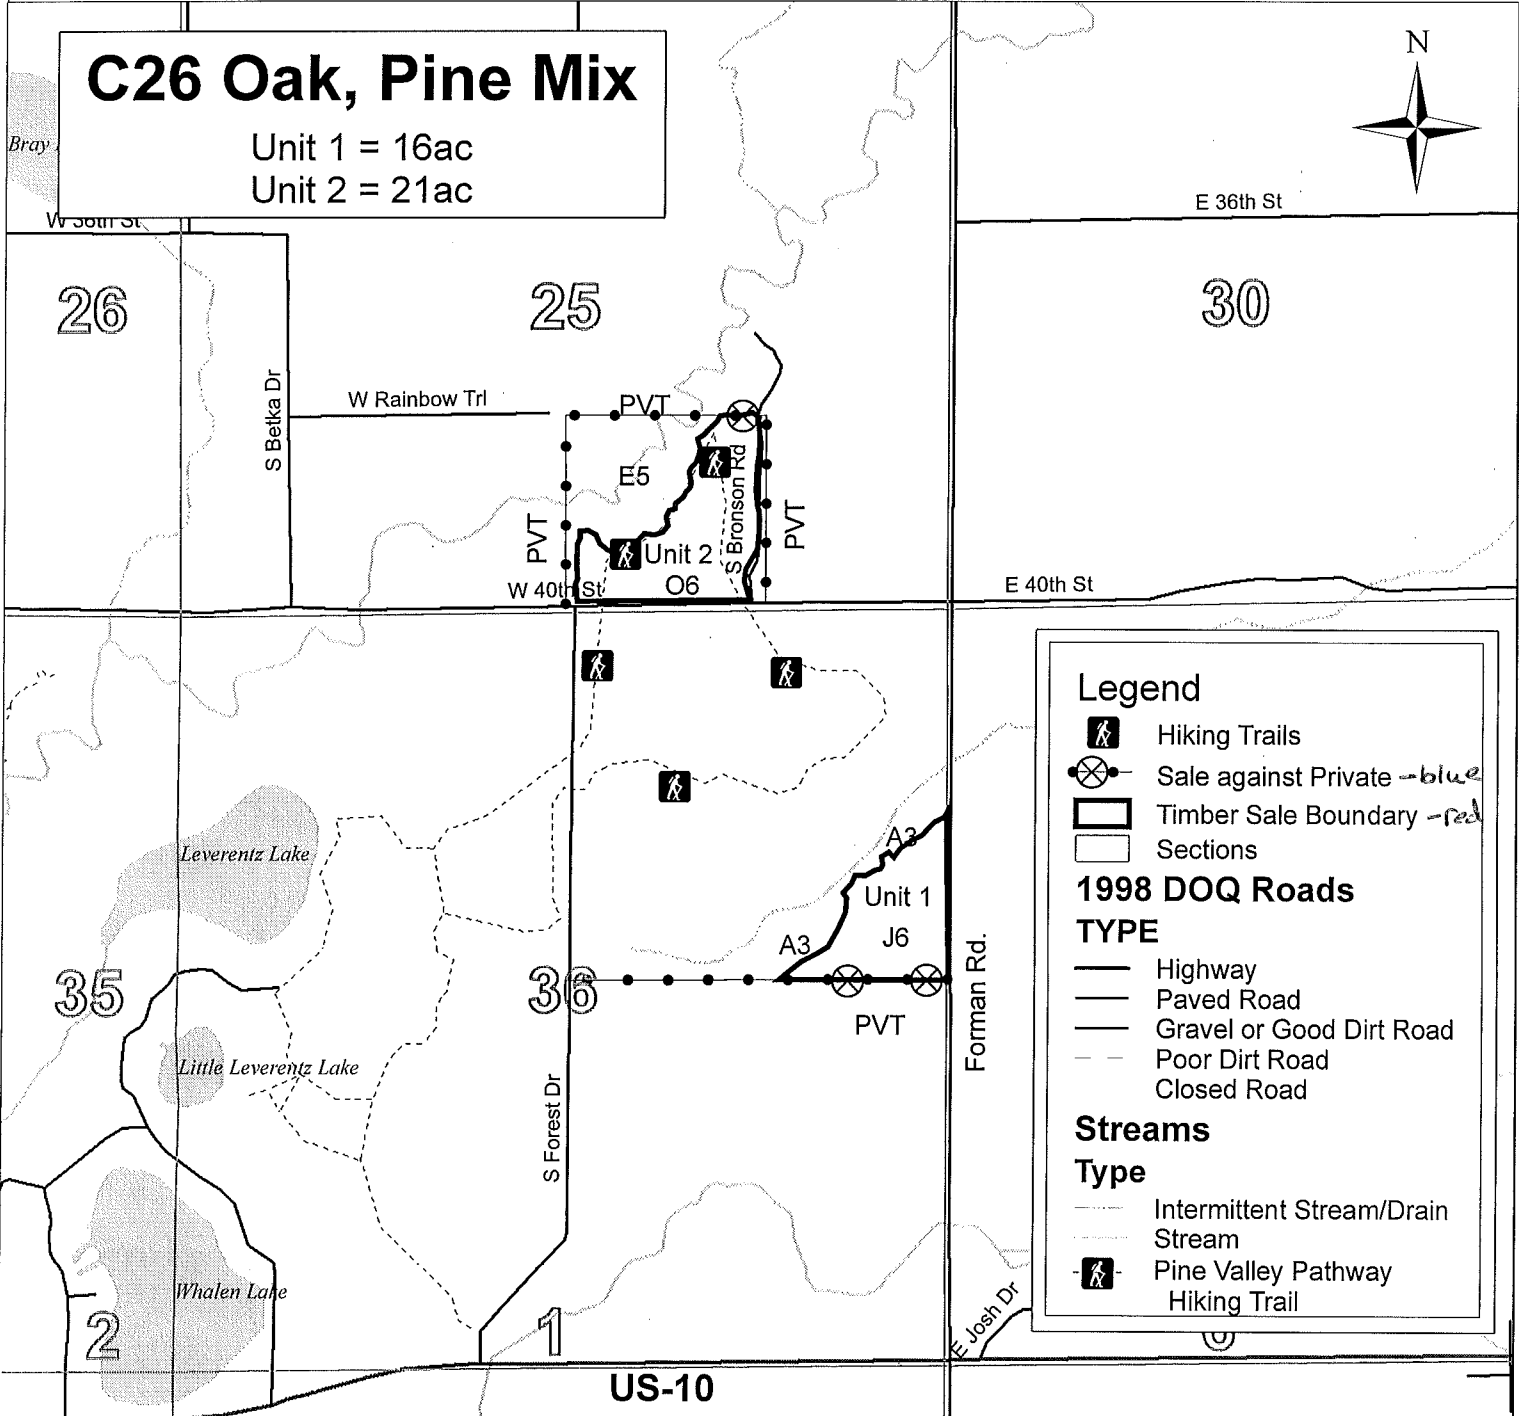 C26 Oak, Pine Mix
Unit 1 = 16ac
Unit 2 = 21ac
N
Bray
W 36th St
E 36th St
26
25
30
S Betka Dr
W Rainbow Trl
PVT
E5
S Bronson Rd
PVT
PVT
Unit 2
O6
W 40th St
E 40th St
Legend
Hiking Trails
Sale against Private -blue
Timber Sale Boundary -red
Sections
1998 DOQ Roads
TYPE
Highway
Paved Road
Gravel or Good Dirt Road
Poor Dirt Road
Closed Road
Streams
Type
Intermittent Stream/Drain
Stream
Pine Valley Pathway
Hiking Trail
Leverentz Lake
A3
Unit 1
J6
A3
35
36
PVT
Forman Rd.
Little Leverentz Lake
S Forest Dr
Whalen Lake
2
1
E Josh Dr
US-10